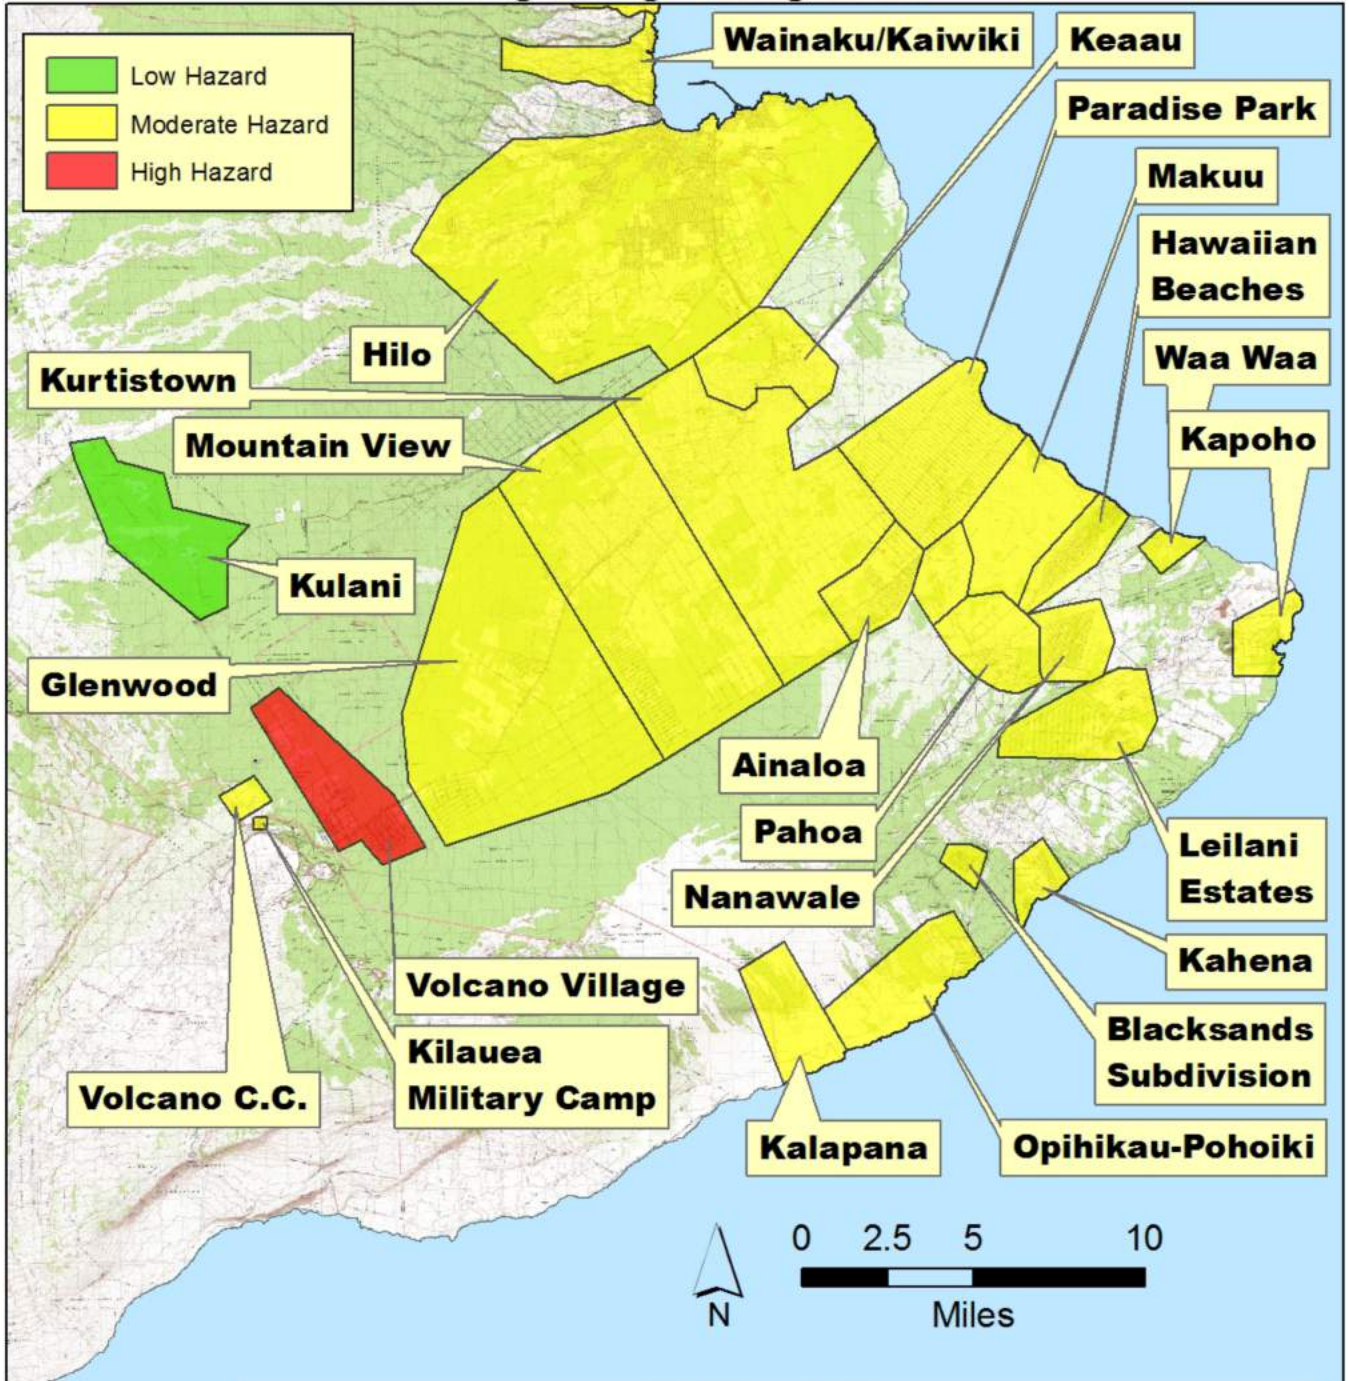 Wainaku/Kaiwiki
Keaau
Low Hazard
Moderate Hazard
High Hazard
Paradise Park
Makuu
Hawaiian
Beaches
Hilo
Waa Waa
Kurtistown
Mountain View
Kapoho
Kulani
Glenwood
Ainaloa
Pahoa
Nanawale
Leilani
Estates
Kahena
Volcano Village
Kilauea
Military Camp
Volcano C.C.
Blacksands
Subdivision
Kalapana
Opihikau-Pohoiki
0 2.5 5 10
Miles
N